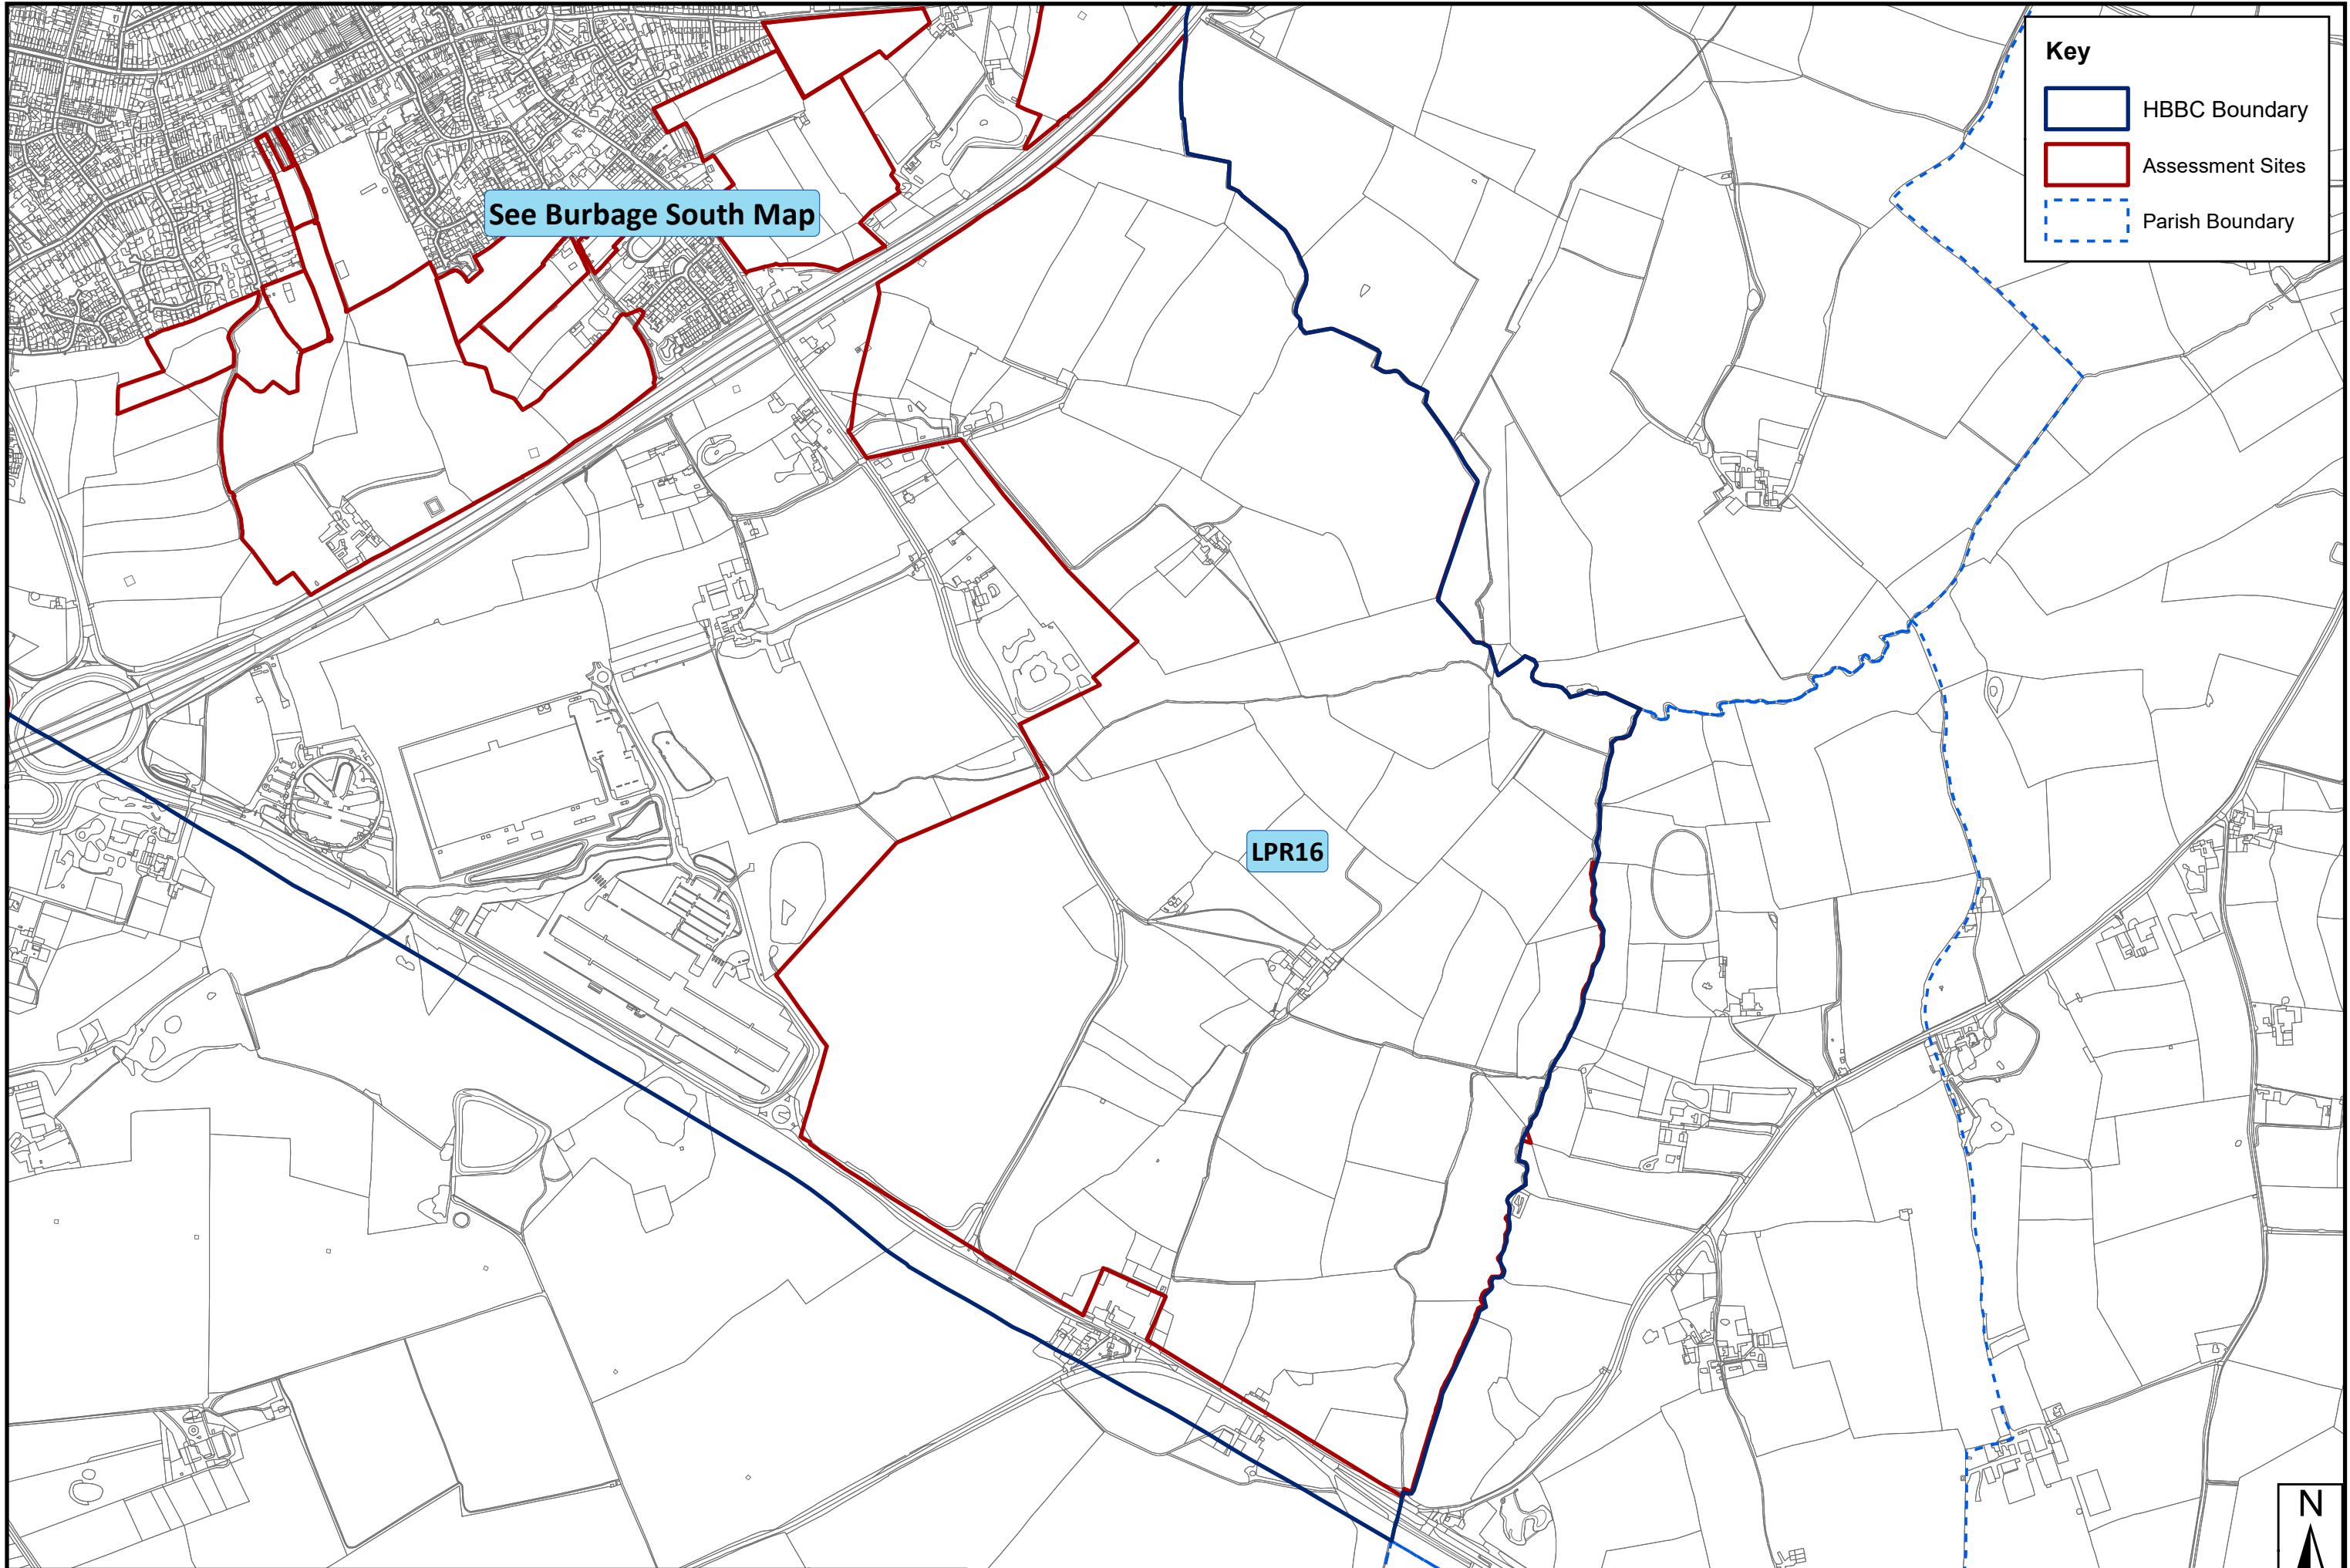 Key
HBBC Boundary
Assessment Sites
Parish Boundary
See Burbage South Map
LPR16
N